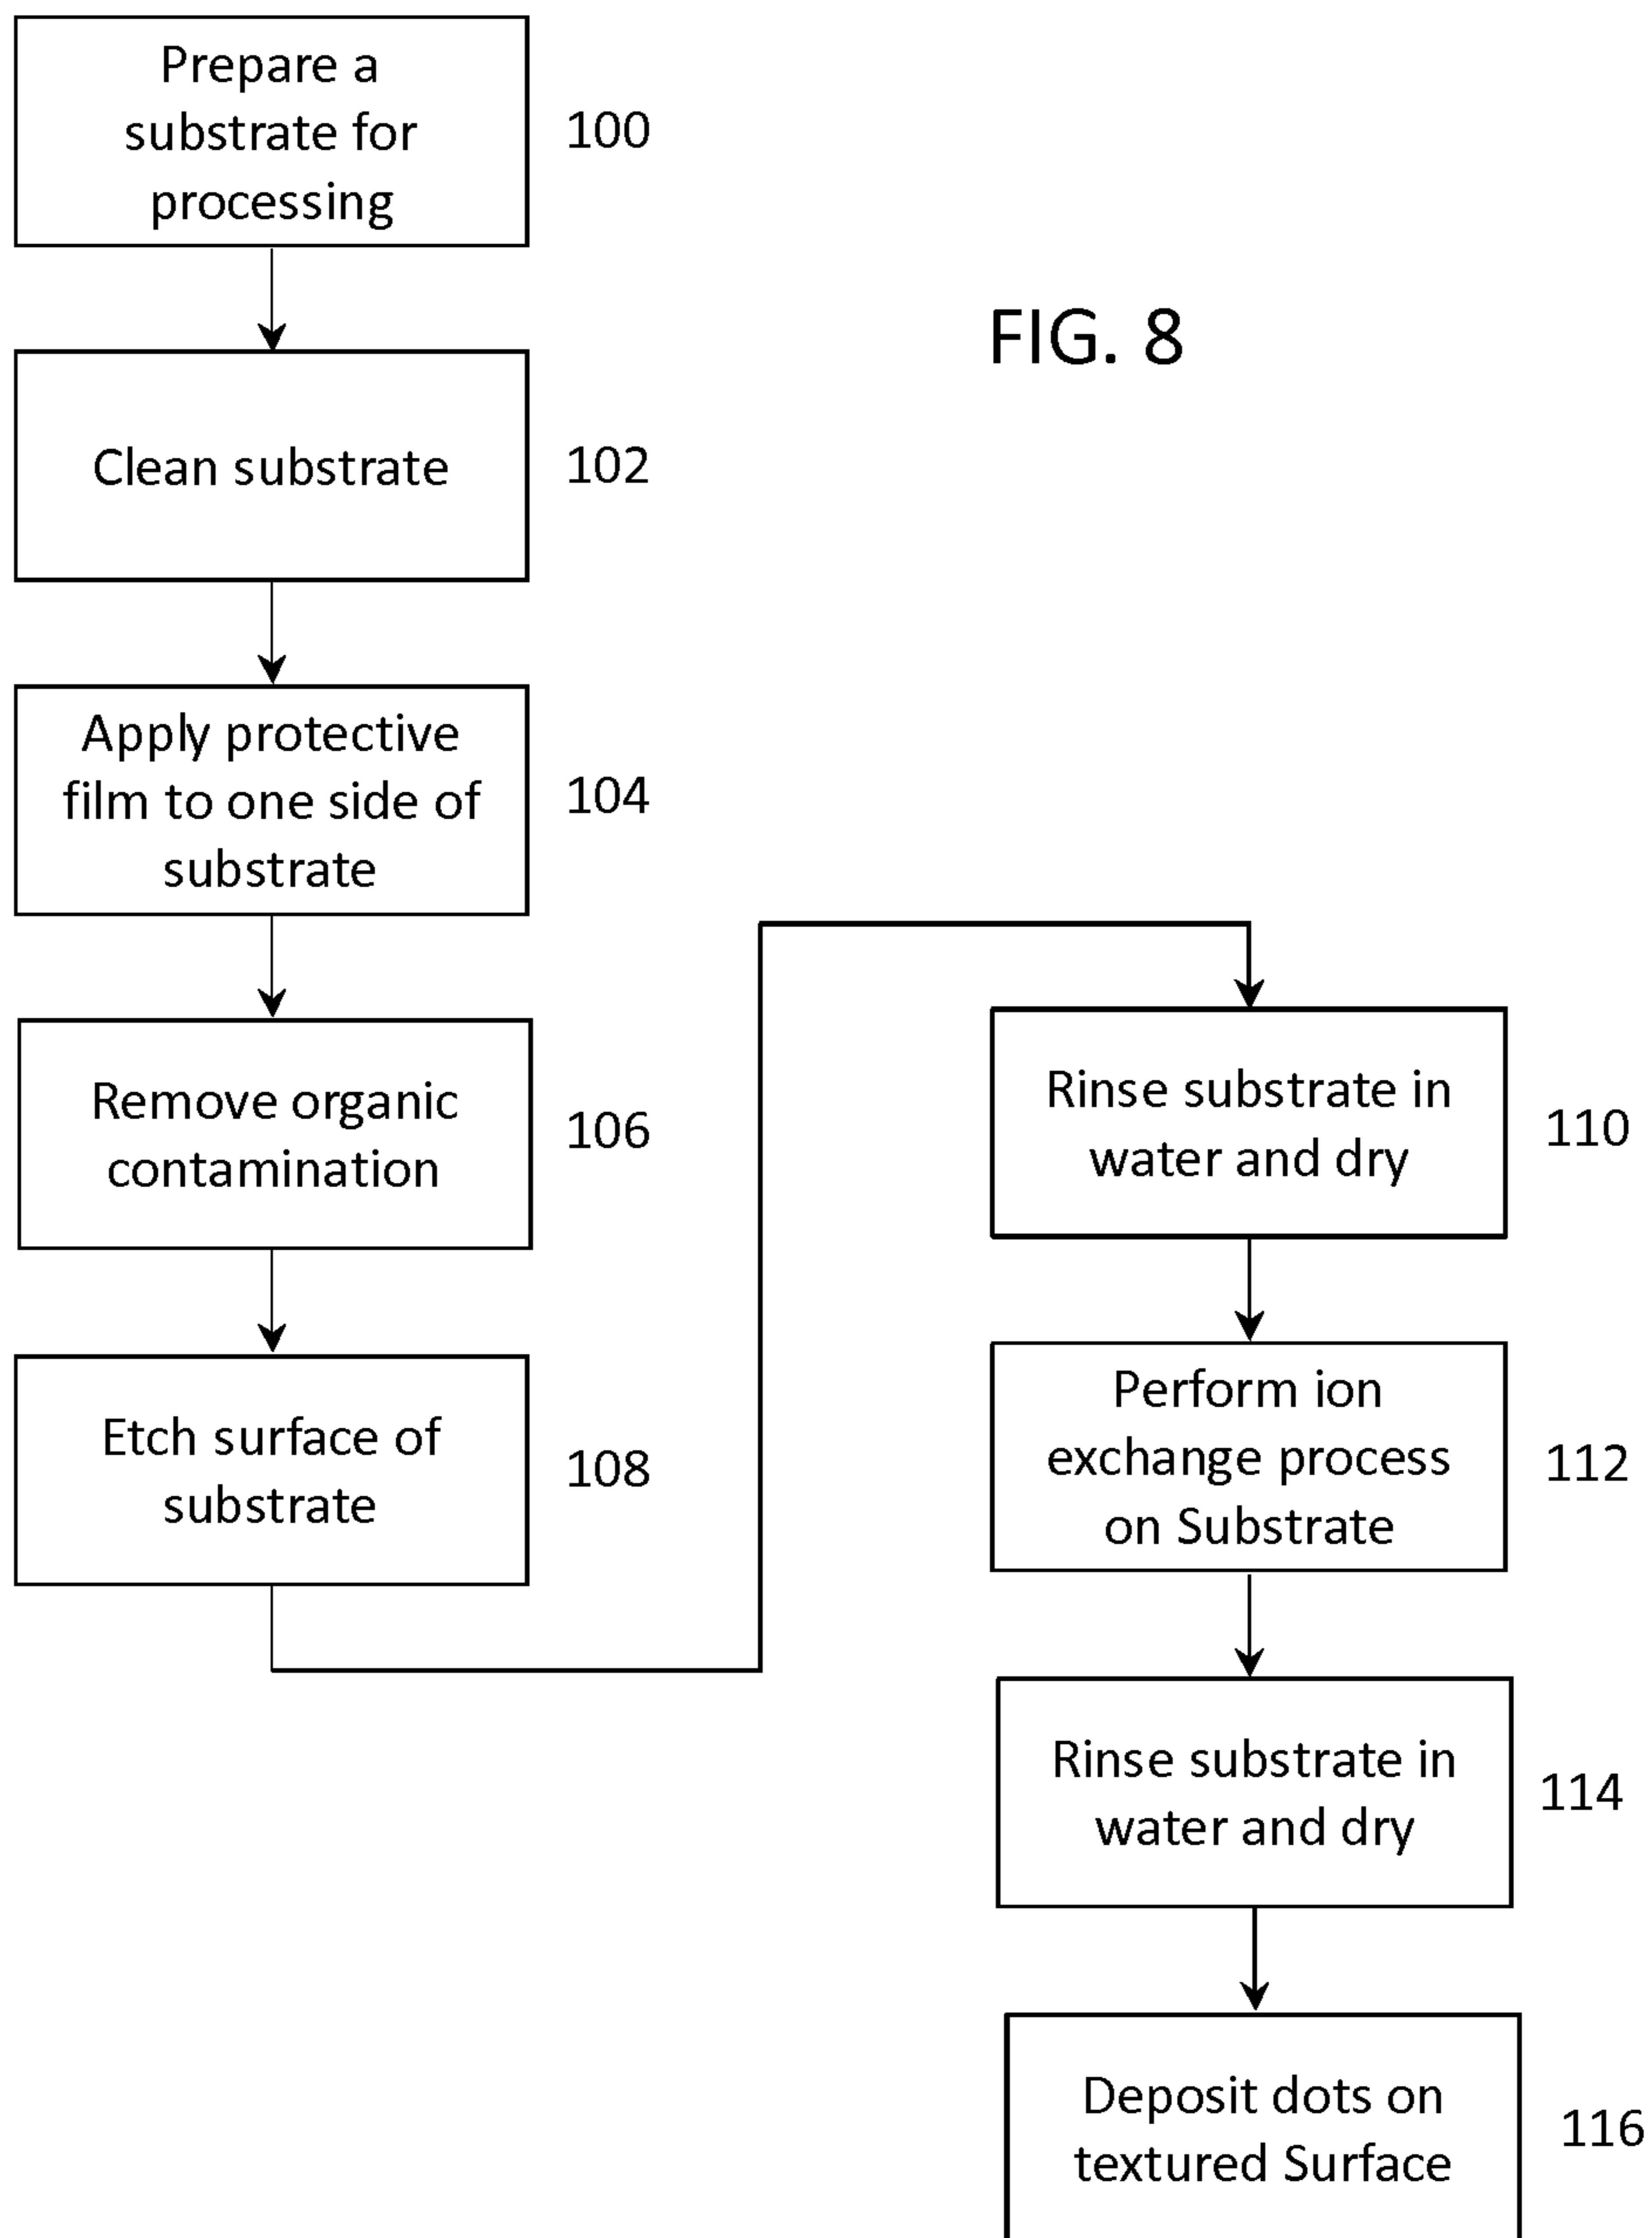 Prepare a
substrate for
processing
100
FIG. 8
Clean substrate
102
Apply protective
film to one side of
substrate
104
Remove organic
contamination
106
Etch surface of
substrate
108
Rinse substrate in
water and dry
110
Perform ion
exchange process
on Substrate
112
Rinse substrate in
water and dry
114
Deposit dots on
textured Surface
116